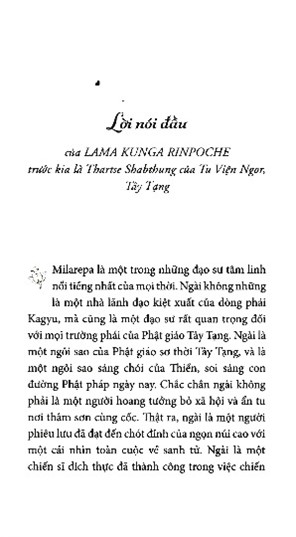 Lời nói đầu
của LAMA KUNGA RINPOCHE
trước kia là Thartse Shabthung của Tu Viện Ngor,
Tây Tạng
Milarepa là một trong những đạo sư tâm linh
nổi tiếng nhất của mọi thời. Ngài không những
là một nhà lãnh đạo kiệt xuất của dòng phái
Kagyu, mà cũng là một đạo sư rất quan trọng đối
với mọi trường phái của Phật giáo Tây Tạng. Ngài là
một ngôi sao của Phật giáo sơ thời Tây Tạng, và là
một ngôi sao sáng chói của Thiền, soi sáng con
đường Phật pháp ngày nay. Chắc chắn ngài không
phải là một người hoang tưởng bỏ xã hội và ẩn tu
nơi thâm sơn cùng cốc. Thật ra, ngài là một người
phiêu lưu đã đạt đến chót đỉnh của ngọn núi cao với
một cái nhìn toàn cuộc về sanh tử. Ngài là một
chiến sĩ đích thực đã thành công trong việc chiến